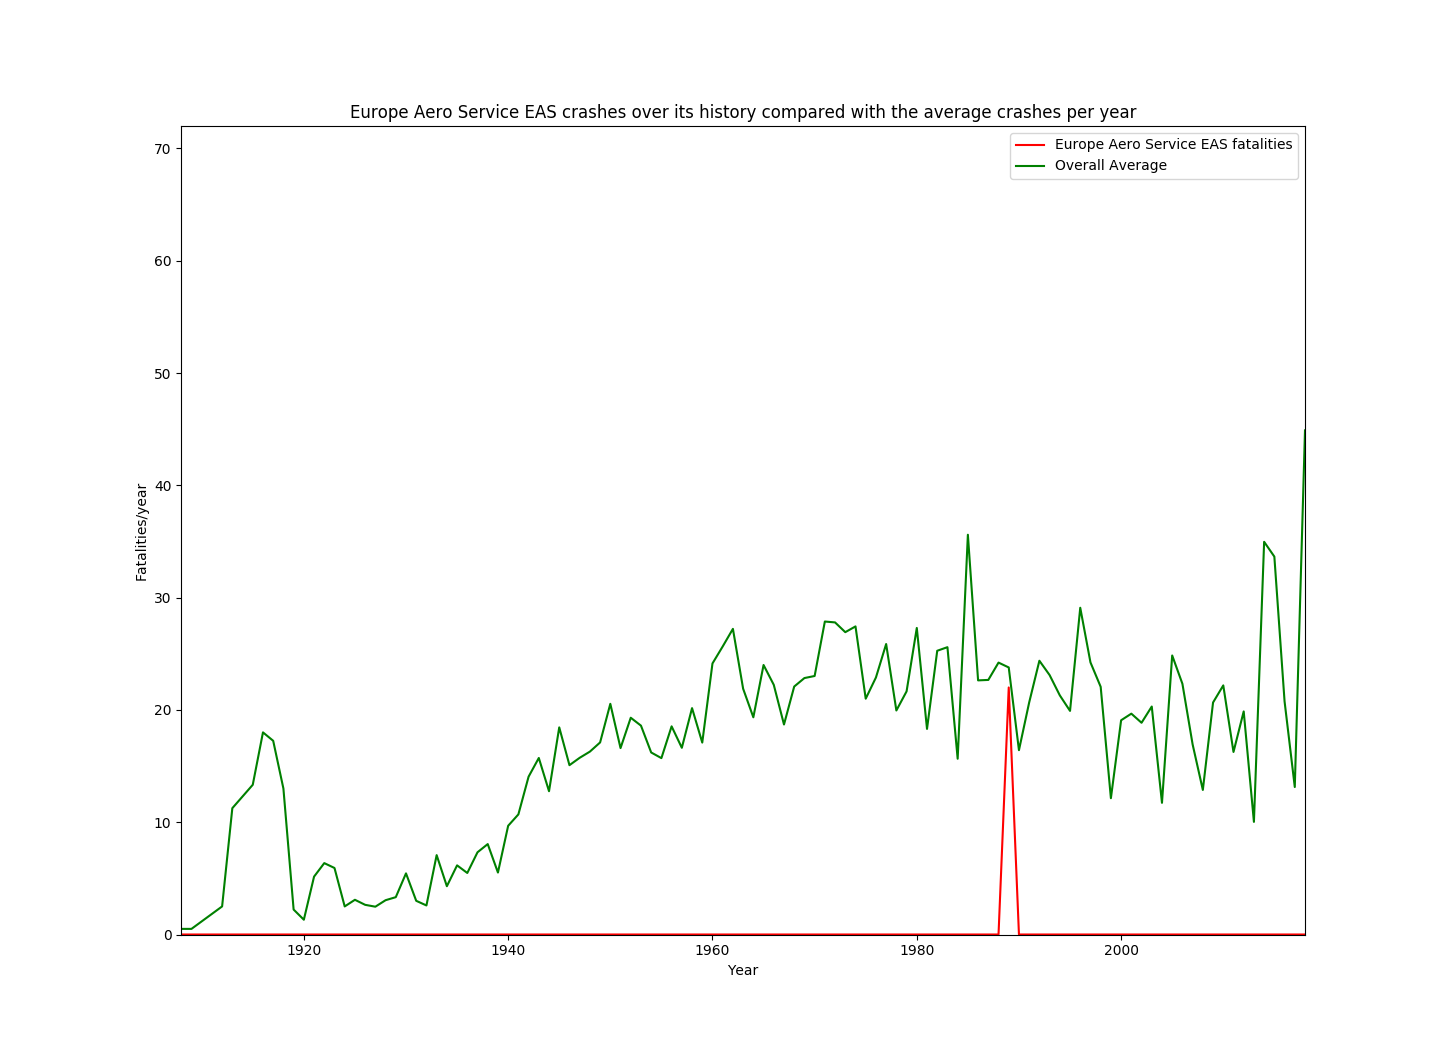 Europe Aero Service EAS crashes over its history compared with the average crashes per year
Europe Aero Service EAS fatalities
Overall Average
70
60
50
40
30
20
10
0
Fatalities/year
1920
1940
1960
1980
2000
Year